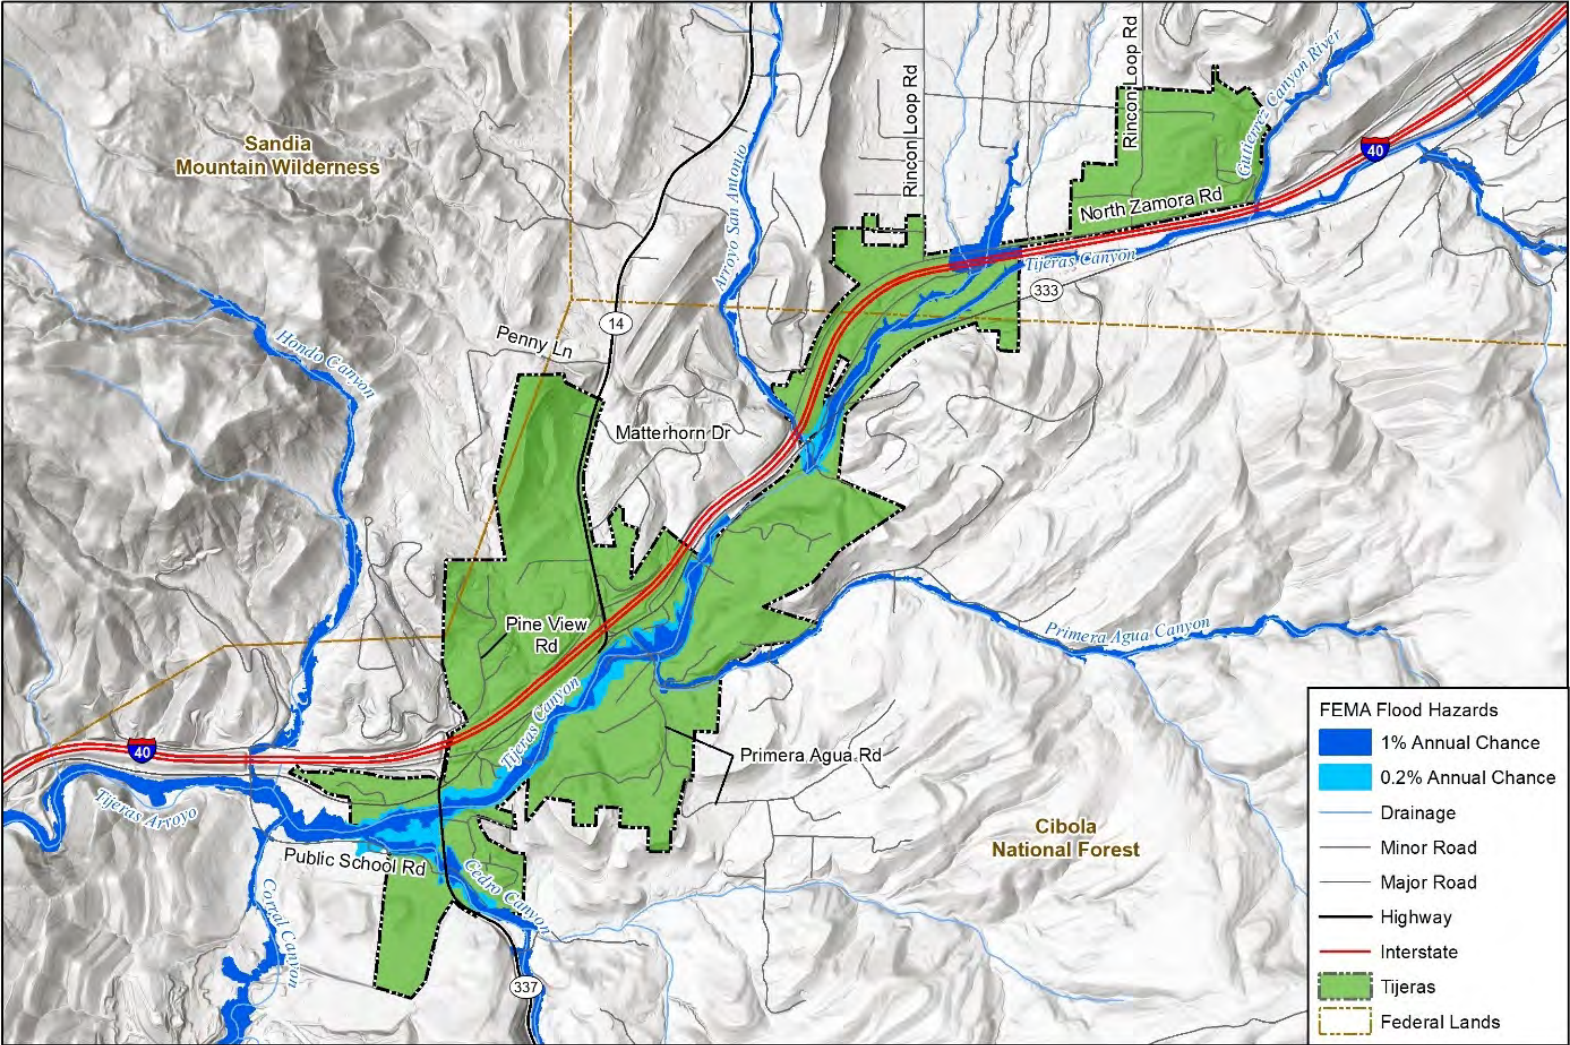 Sandia
Mountain Wilderness
Rincon Loop Rd
Rincon Loop Rd
Gutierrez Canyon River
40
Arroyo San Antonio
North Zamora Rd
Tijeras Canyon
333
14
Penny Ln
Hondo Canyon
Matterhorn Dr
Pine View
Rd
Primera Agua Canyon
Tijeras Canyon
40
Primera Agua Rd
Tijeras Arroyo
Public School Rd
Cedro Canyon
Corral Canyon
Cibola
National Forest
337
FEMA Flood Hazards
1% Annual Chance
0.2% Annual Chance
Drainage
Minor Road
Major Road
Highway
Interstate
Tijeras
Federal Lands